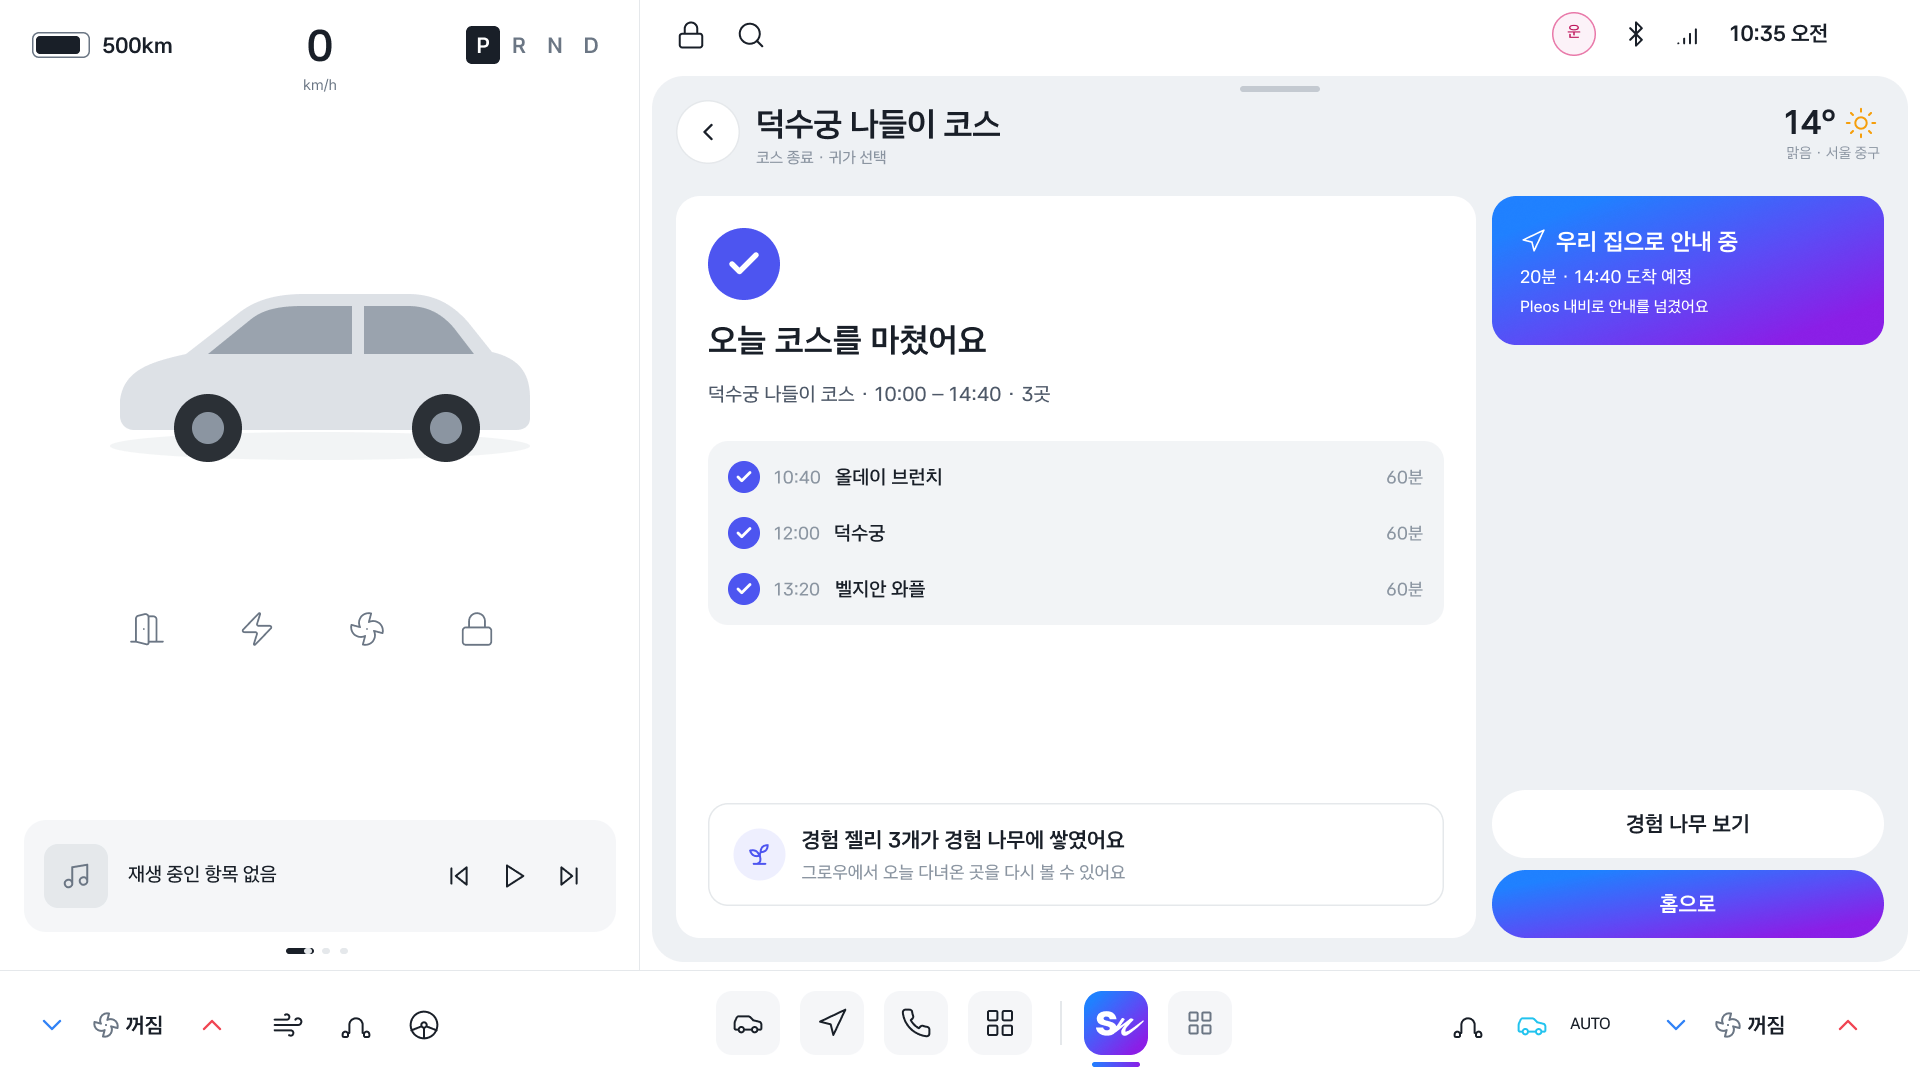 500km
0
km/h
P R N D
운
10:35 오전
덕수궁 나들이 코스
코스 종료 · 귀가 선택
14°
맑음 · 서울 중구
오늘 코스를 마쳤어요
덕수궁 나들이 코스 · 10:00 – 14:40 · 3곳
10:40 올데이 브런치 60분
12:00 덕수궁 60분
13:20 벨지안 와플 60분
경험 젤리 3개가 경험 나무에 쌓였어요
그로우에서 오늘 다녀온 곳을 다시 볼 수 있어요
우리 집으로 안내 중
20분 · 14:40 도착 예정
Pleos 내비로 안내를 넘겼어요
경험 나무 보기
홈으로
재생 중인 항목 없음
꺼짐
Su
AUTO
꺼짐